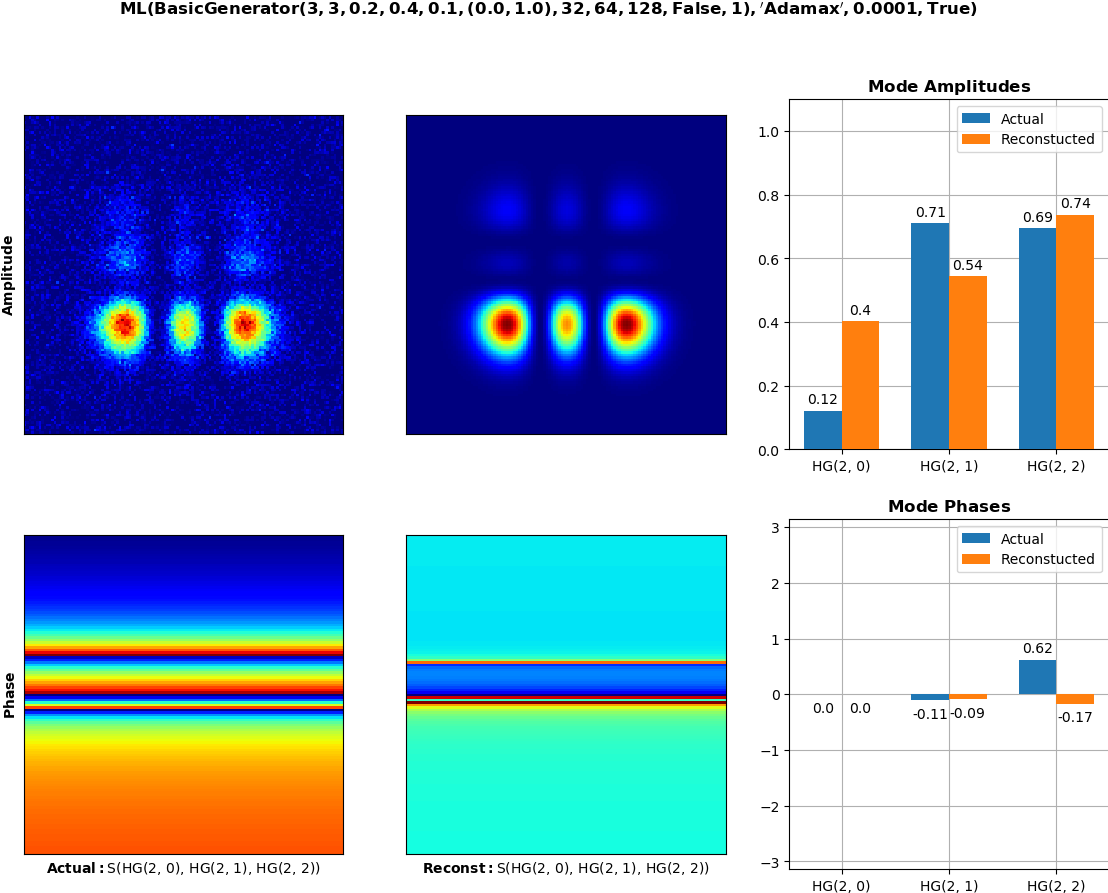 ML(BasicGenerator(3, 3, 0.2, 0.4, 0.1, (0.0, 1.0), 32, 64, 128, False, 1), ′Adamax′, 0.0001, True)
Amplitude
Mode Amplitudes
Actual
Reconstucted
1.0
0.8
0.6
0.4
0.2
0.0
0.12
0.4
0.71
0.54
0.69
0.74
HG(2, 0)
HG(2, 1)
HG(2, 2)
Phase
Actual: S(HG(2, 0), HG(2, 1), HG(2, 2))
Reconst: S(HG(2, 0), HG(2, 1), HG(2, 2))
Mode Phases
Actual
Reconstucted
3
2
1
0
−1
−2
−3
0.0
0.0
-0.11
-0.09
0.62
-0.17
HG(2, 0)
HG(2, 1)
HG(2, 2)